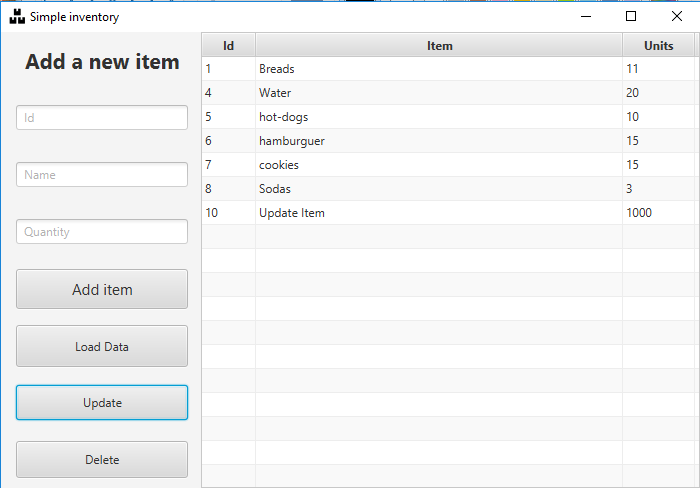 Simple inventory
Add a new item
Id
Name
Quantity
Add item
Load Data
Update
Delete
Id Item Units
1 Breads 11
4 Water 20
5 hot-dogs 10
6 hamburguer 15
7 cookies 15
8 Sodas 3
10 Update Item 1000